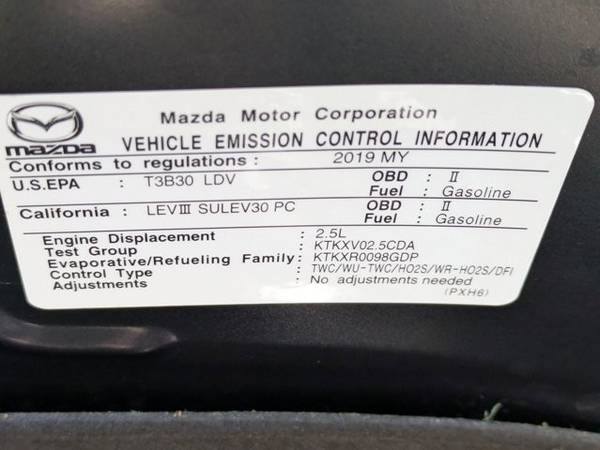 Mazda Motor Corporation
mazda VEHICLE EMISSION CONTROL INFORMATION
Conforms to regulations : 2019 MY
U.S.EPA : T3B30 LDV OBD : II
Fuel : Gasoline
California : LEVIII SULEV30 PC OBD : II
Fuel : Gasoline
Engine Displacement : 2.5L
Test Group : KTKXV02.5CDA
Evaporative/Refueling Family: KTKXR0098GDP
Control Type : TWC/WU-TWC/HO2S/WR-HO2S/DFI
Adjustments : No adjustments needed
(PXH6)